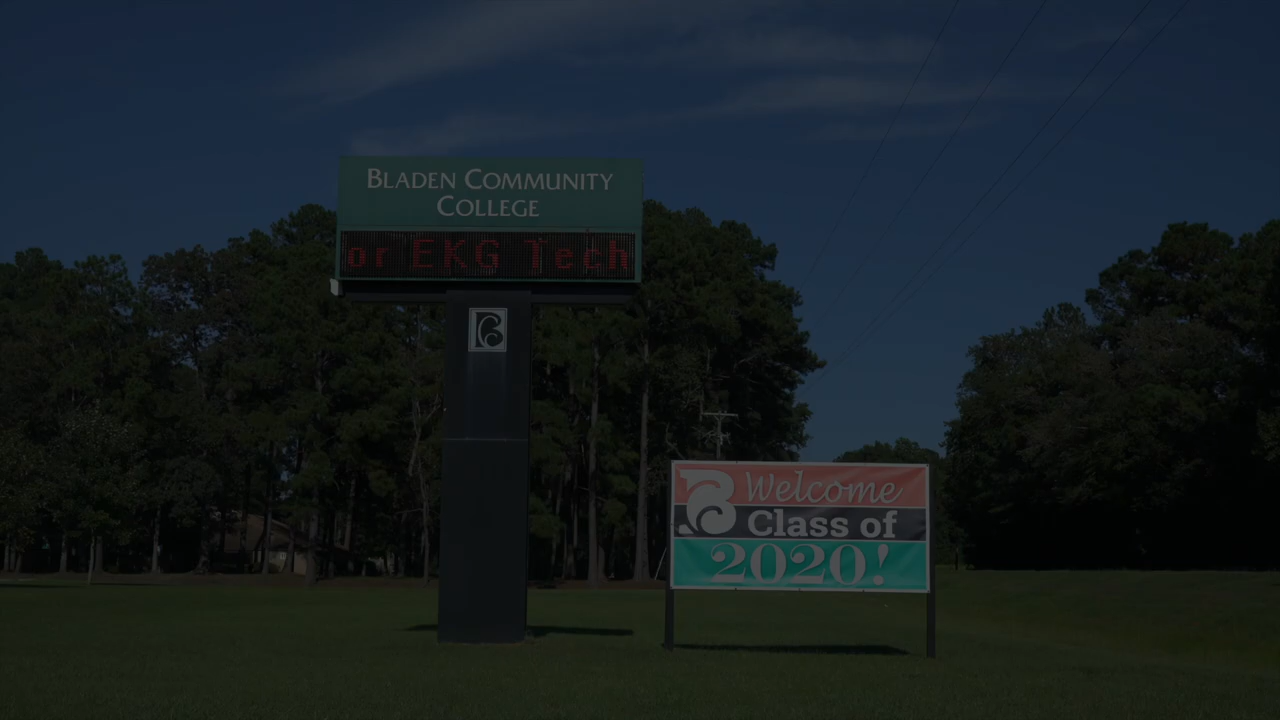 BLADEN COMMUNITY
COLLEGE
or EKG Tech
B
B Welcome
Class of
2020!